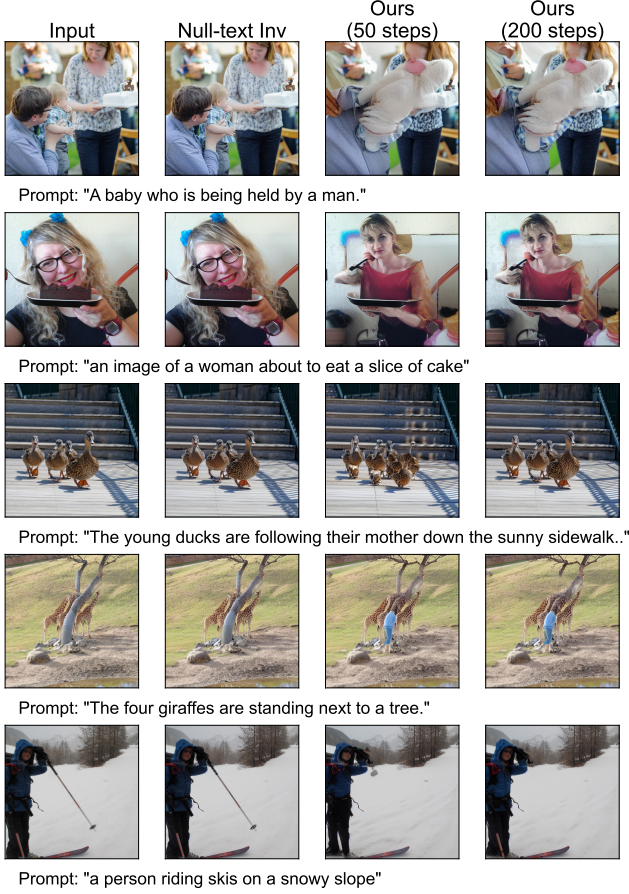 Input Null-text Inv Ours (50 steps) Ours (200 steps)
Prompt: "A baby who is being held by a man."
Prompt: "an image of a woman about to eat a slice of cake"
Prompt: "The young ducks are following their mother down the sunny sidewalk.."
Prompt: "The four giraffes are standing next to a tree."
Prompt: "a person riding skis on a snowy slope"